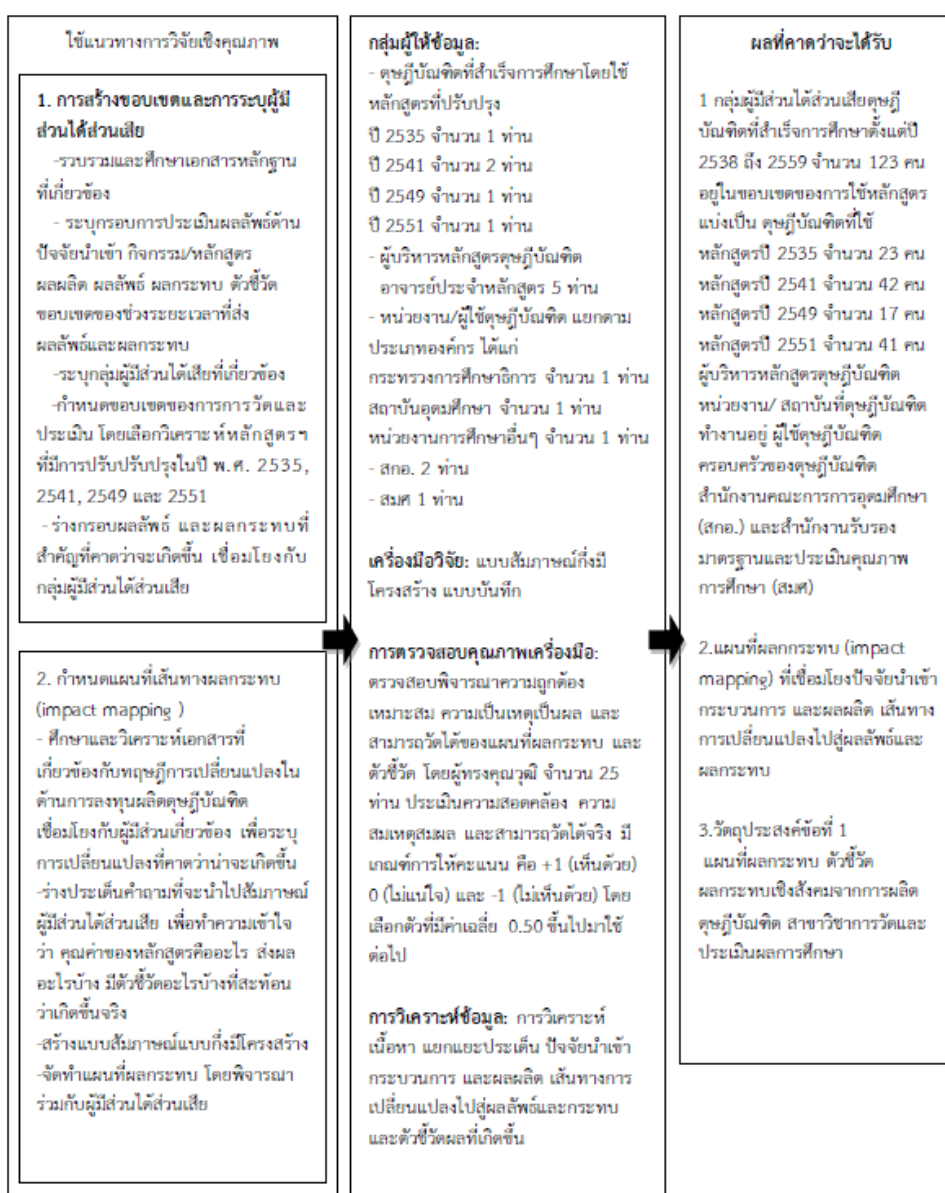 ใช้แนวทางการวิจัยเชิงคุณภาพ
1. การสร้างขอบเขตและการระบุผู้มี
ส่วนได้ส่วนเสีย
-รวบรวมและศึกษาเอกสารหลักฐาน
ที่เกี่ยวข้อง
- ระบุกรอบการประเมินผลลัพธ์ด้าน
ปัจจัยนำเข้า กิจกรรม/หลักสูตร
ผลผลิต ผลลัพธ์ ผลกระทบ ตัวชี้วัด
ขอบเขตของช่วงระยะเวลาที่ส่ง
ผลลัพธ์และผลกระทบ
-ระบุกลุ่มผู้มีส่วนได้เสียที่เกี่ยวข้อง
-กำหนดขอบเขตของการการวัดและ
ประเมิน โดยเลือกวิเคราะห์หลักสูตรฯ
ที่มีการปรับปรับปรุงในปี พ.ศ. 2535,
2541, 2549 และ 2551
-ร่างกรอบผลลัพธ์ และผลกระทบที่
สำคัญที่คาดว่าจะเกิดขึ้น เชื่อมโยงกับ
กลุ่มผู้มีส่วนได้ส่วนเสีย
2. กำหนดแผนที่เส้นทางผลกระทบ
(impact mapping )
- ศึกษาและวิเคราะห์เอกสารที่
เกี่ยวข้องกับทฤษฎีการเปลี่ยนแปลงใน
ด้านการลงทุนผลิตดุษฎีบัณฑิต
เชื่อมโยงกับผู้มีส่วนเกี่ยวข้อง เพื่อระบุ
การเปลี่ยนแปลงที่คาดว่าน่าจะเกิดขึ้น
-ร่างประเด็นคำถามที่จะนำไปสัมภาษณ์
ผู้มีส่วนได้ส่วนเสีย เพื่อทำความเข้าใจ
ว่า คุณค่าของหลักสูตรคืออะไร ส่งผล
อะไรบ้าง มีตัวชี้วัดอะไรบ้างที่สะท้อน
ว่าเกิดขึ้นจริง
-สร้างแบบสัมภาษณ์แบบกึ่งมีโครงสร้าง
-จัดทำแผนที่ผลกระทบ โดยพิจารณา
ร่วมกับผู้มีส่วนได้ส่วนเสีย
กลุ่มผู้ให้ข้อมูล:
- ดุษฎีบัณฑิตที่สำเร็จการศึกษาโดยใช้
หลักสูตรที่ปรับปรุง
ปี 2535 จำนวน 1 ท่าน
ปี 2541 จำนวน 2 ท่าน
ปี 2549 จำนวน 1 ท่าน
ปี 2551 จำนวน 1 ท่าน
- ผู้บริหารหลักสูตรดุษฎีบัณฑิต
อาจารย์ประจำหลักสูตร 5 ท่าน
- หน่วยงาน/ผู้ใช้ดุษฎีบัณฑิต แยกตาม
ประเภทองค์กร ได้แก่
กระทรวงการศึกษาธิการ จำนวน 1 ท่าน
สถาบันอุดมศึกษา จำนวน 1 ท่าน
หน่วยงานการศึกษาอื่นๆ จำนวน 1 ท่าน
- สกอ. 2 ท่าน
- สมศ 1 ท่าน
เครื่องมือวิจัย: แบบสัมภาษณ์กึ่งมี
โครงสร้าง แบบบันทึก
การตรวจสอบคุณภาพเครื่องมือ:
ตรวจสอบพิจารณาความถูกต้อง
เหมาะสม ความเป็นเหตุเป็นผล และ
สามารถวัดได้ของแผนที่ผลกระทบ และ
ตัวชี้วัด โดยผู้ทรงคุณวุฒิ จำนวน 25
ท่าน ประเมินความสอดคล้อง ความ
สมเหตุสมผล และสามารถวัดได้จริง มี
เกณฑ์การให้คะแนน คือ +1 (เห็นด้วย)
0 (ไม่แน่ใจ) และ -1 (ไม่เห็นด้วย) โดย
เลือกตัวที่มีค่าเฉลี่ย 0.50 ขึ้นไปมาใช้
ต่อไป
การวิเคราะห์ข้อมูล: การวิเคราะห์
เนื้อหา แยกแยะประเด็น ปัจจัยนำเข้า
กระบวนการ และผลผลิต เส้นทางการ
เปลี่ยนแปลงไปสู่ผลลัพธ์และกระทบ
และตัวชี้วัดผลที่เกิดขึ้น
ผลที่คาดว่าจะได้รับ
1 กลุ่มผู้มีส่วนได้ส่วนเสียดุษฎี
บัณฑิตที่สำเร็จการศึกษาตั้งแต่ปี
2538 ถึง 2559 จำนวน 123 คน
อยู่ในขอบเขตของการใช้หลักสูตร
แบ่งเป็น ดุษฎีบัณฑิตที่ใช้
หลักสูตรปี 2535 จำนวน 23 คน
หลักสูตรปี 2541 จำนวน 42 คน
หลักสูตรปี 2549 จำนวน 17 คน
หลักสูตรปี 2551 จำนวน 41 คน
ผู้บริหารหลักสูตรดุษฎีบัณฑิต
หน่วยงาน/ สถาบันที่ดุษฎีบัณฑิต
ทำงานอยู่ ผู้ใช้ดุษฎีบัณฑิต
ครอบครัวของดุษฎีบัณฑิต
สำนักงานคณะการการอุดมศึกษา
(สกอ.) และสำนักงานรับรอง
มาตรฐานและประเมินคุณภาพ
การศึกษา (สมศ)
2.แผนที่ผลกกระทบ (impact
mapping) ที่เชื่อมโยงปัจจัยนำเข้า
กระบวนการ และผลผลิต เส้นทาง
การเปลี่ยนแปลงไปสู่ผลลัพธ์และ
ผลกระทบ
3.วัตถุประสงค์ข้อที่ 1
แผนที่ผลกระทบ ตัวชี้วัด
ผลกระทบเชิงสังคมจากการผลิต
ดุษฎีบัณฑิต สาขาวิชาการวัดและ
ประเมินผลการศึกษา